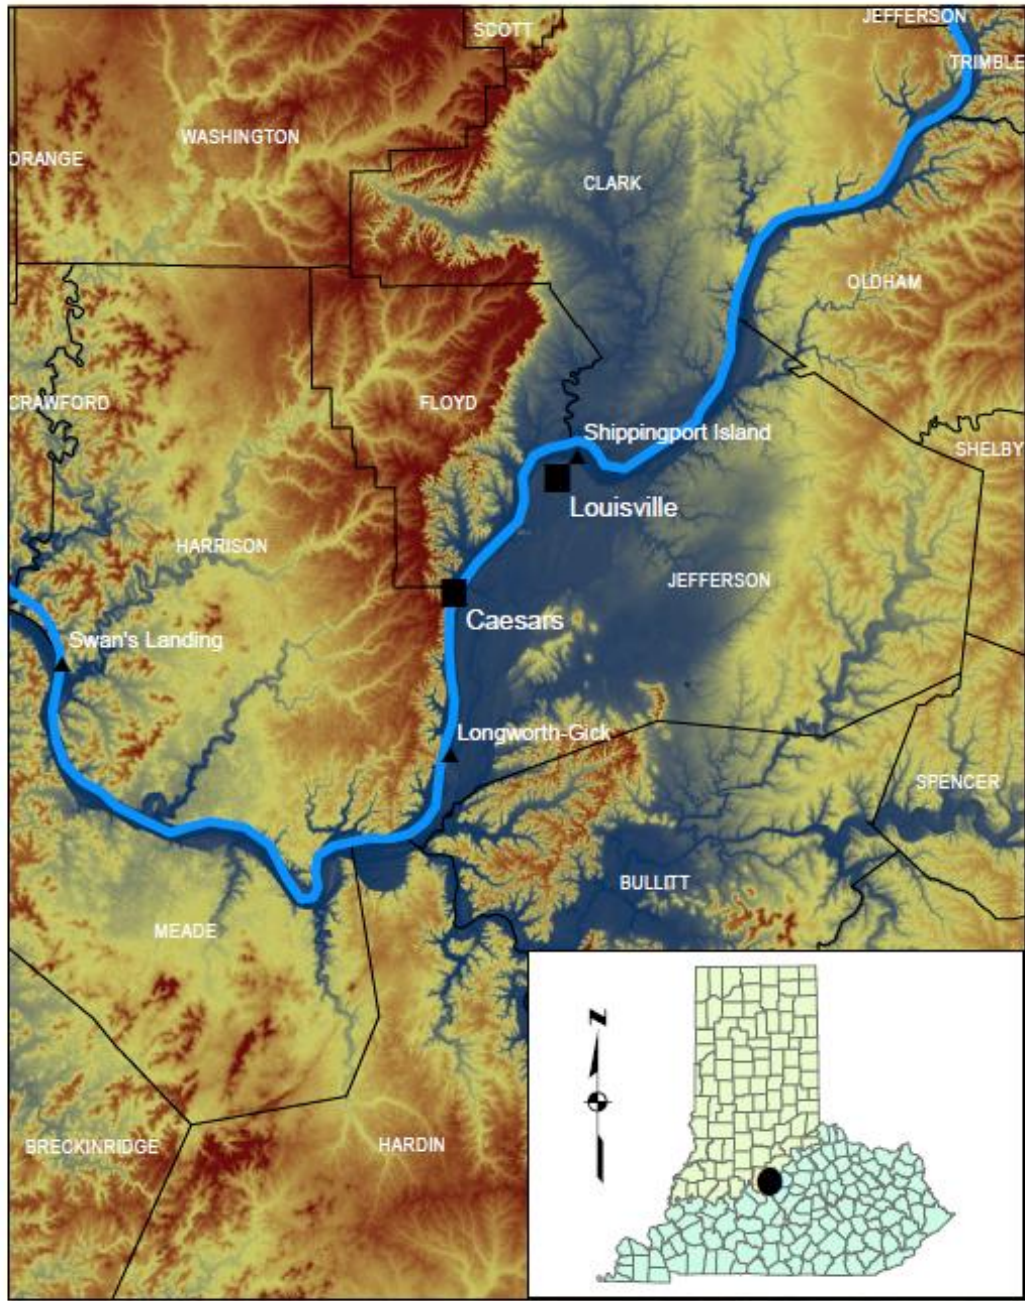 JEFFERSON
SCOTT
TRIMBLE
WASHINGTON
ORANGE
CLARK
OLDHAM
CRAWFORD
FLOYD
Shippingport Island
SHELBY
Louisville
HARRISON
JEFFERSON
Caesars
Swan's Landing
Longworth-Gick
SPENCER
BULLITT
MEADE
N
BRECKINRIDGE
HARDIN